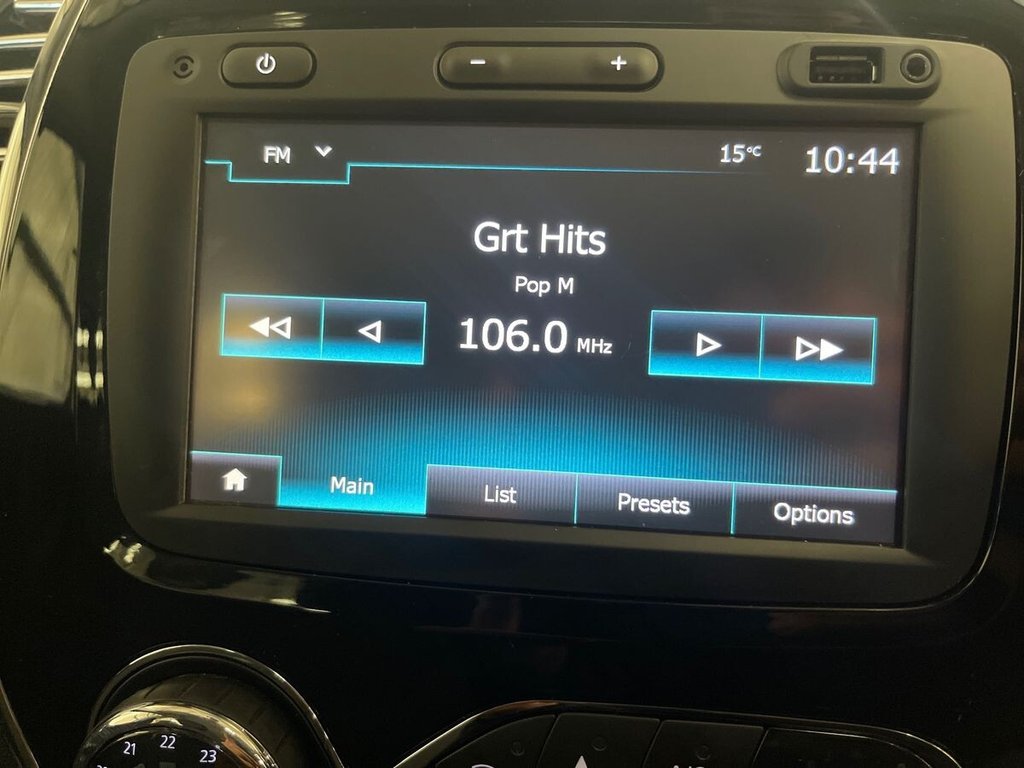 FM
15°C 10:44
Grt Hits
Pop M
106.0 MHz
Main List Presets Options
21 22 23